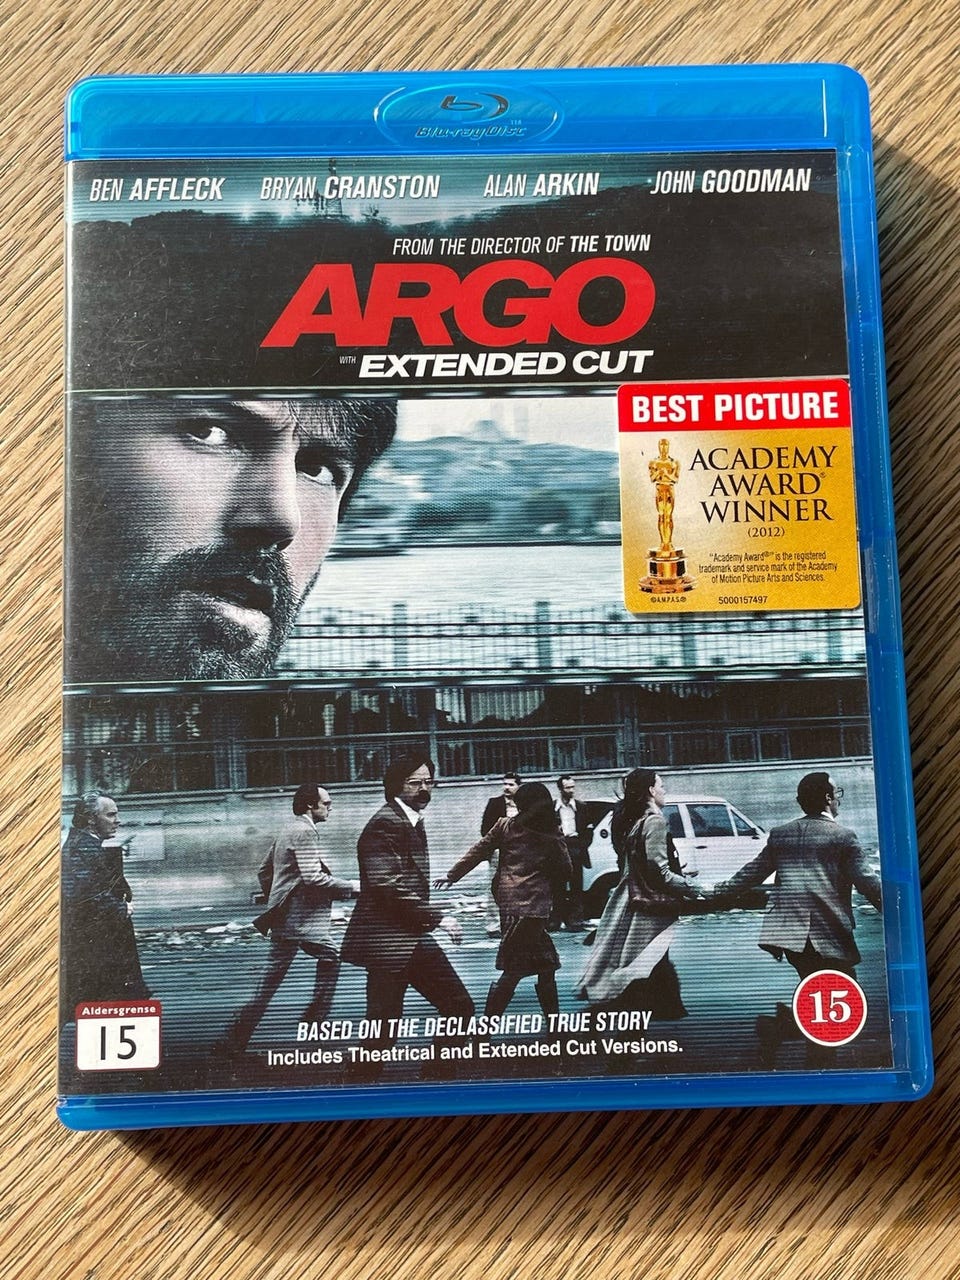 Blu-ray Disc
BEN AFFLECK BRYAN CRANSTON ALAN ARKIN JOHN GOODMAN
FROM THE DIRECTOR OF THE TOWN
ARGO
WITH EXTENDED CUT
BEST PICTURE
ACADEMY
AWARD®
WINNER
(2012)
"Academy Award®" is the registered
trademark and service mark of the Academy
of Motion Picture Arts and Sciences.
©A.M.P.A.S.® 5000157497
BASED ON THE DECLASSIFIED TRUE STORY
Includes Theatrical and Extended Cut Versions.
Aldersgrense
15
15